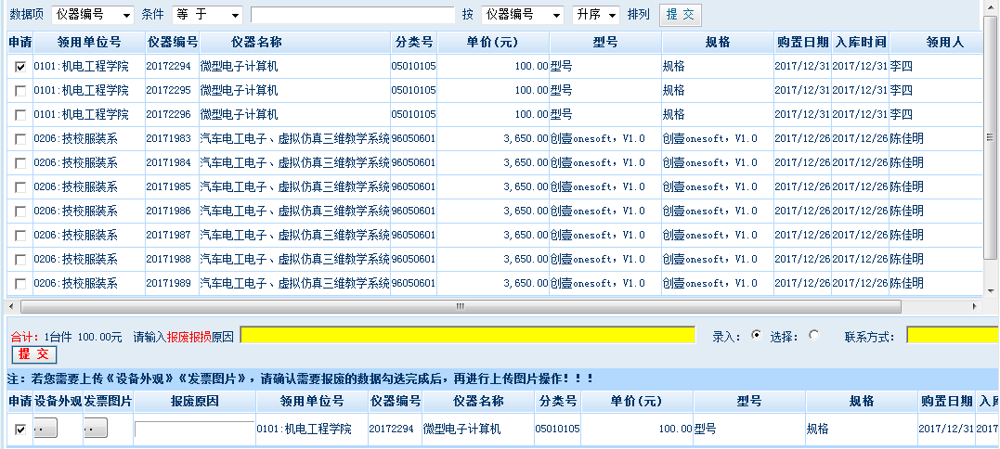 数据项 仪器编号 条件 等 于 按 仪器编号 升序 排列 提 交
申请 领用单位号 仪器编号 仪器名称 分类号 单价(元) 型号 规格 购置日期 入库时间 领用人
0101:机电工程学院 20172294 微型电子计算机 05010105 100.00 型号 规格 2017/12/31 2017/12/31 李四
0101:机电工程学院 20172295 微型电子计算机 05010105 100.00 型号 规格 2017/12/31 2017/12/31 李四
0101:机电工程学院 20172296 微型电子计算机 05010105 100.00 型号 规格 2017/12/31 2017/12/31 李四
0206:技校服装系 20171983 汽车电工电子、虚拟仿真三维教学系统 96050601 3,650.00 创壹onesoft, V1.0 创壹onesoft, V1.0 2017/12/26 2017/12/26 陈佳明
0206:技校服装系 20171984 汽车电工电子、虚拟仿真三维教学系统 96050601 3,650.00 创壹onesoft, V1.0 创壹onesoft, V1.0 2017/12/26 2017/12/26 陈佳明
0206:技校服装系 20171985 汽车电工电子、虚拟仿真三维教学系统 96050601 3,650.00 创壹onesoft, V1.0 创壹onesoft, V1.0 2017/12/26 2017/12/26 陈佳明
0206:技校服装系 20171986 汽车电工电子、虚拟仿真三维教学系统 96050601 3,650.00 创壹onesoft, V1.0 创壹onesoft, V1.0 2017/12/26 2017/12/26 陈佳明
0206:技校服装系 20171987 汽车电工电子、虚拟仿真三维教学系统 96050601 3,650.00 创壹onesoft, V1.0 创壹onesoft, V1.0 2017/12/26 2017/12/26 陈佳明
0206:技校服装系 20171988 汽车电工电子、虚拟仿真三维教学系统 96050601 3,650.00 创壹onesoft, V1.0 创壹onesoft, V1.0 2017/12/26 2017/12/26 陈佳明
0206:技校服装系 20171989 汽车电工电子、虚拟仿真三维教学系统 96050601 3,650.00 创壹onesoft, V1.0 创壹onesoft, V1.0 2017/12/26 2017/12/26 陈佳明
合计: 1台件 100.00元 请输入报废报损原因 录入: 选择: 联系方式:
提 交
注：若您需要上传《设备外观》《发票图片》，请确认需要报废的数据勾选完成后，再进行上传图片操作！！！
申请 设备外观 发票图片 报废原因 领用单位号 仪器编号 仪器名称 分类号 单价(元) 型号 规格 购置日期 入库
.. .. 0101:机电工程学院 20172294 微型电子计算机 05010105 100.00 型号 规格 2017/12/31 2017